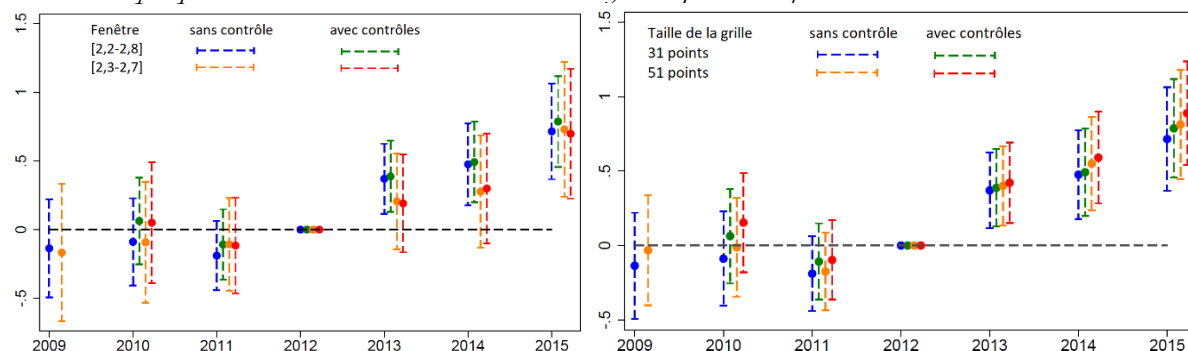 Fenêtre sans contrôle avec contrôles
[2,2-2,8]
[2,3-2,7]
1.5
1
.5
0
-.5
2009 2010 2011 2012 2013 2014 2015
Taille de la grille sans contrôle avec contrôles
31 points
51 points
1.5
1
.5
0
-.5
2009 2010 2011 2012 2013 2014 2015